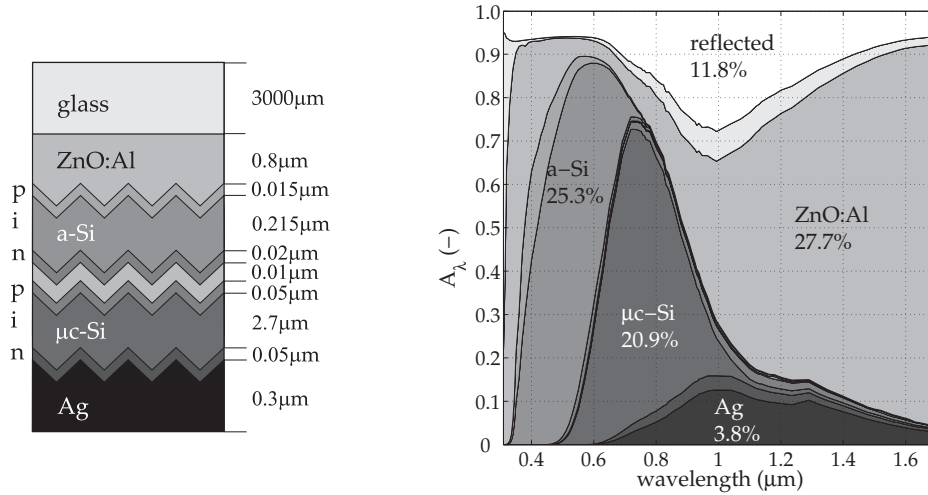 glass
3000µm
ZnO:Al
0.8µm
p
0.015µm
i
a-Si
0.215µm
n
0.02µm
0.01µm
p
0.05µm
i
µc-Si
2.7µm
n
0.05µm
Ag
0.3µm
1.0
0.9
0.8
0.7
0.6
0.5
0.4
0.3
0.2
0.1
0
A_λ (−)
reflected
11.8%
a−Si
25.3%
ZnO:Al
27.7%
µc−Si
20.9%
Ag
3.8%
0.4 0.6 0.8 1 1.2 1.4 1.6
wavelength (µm)